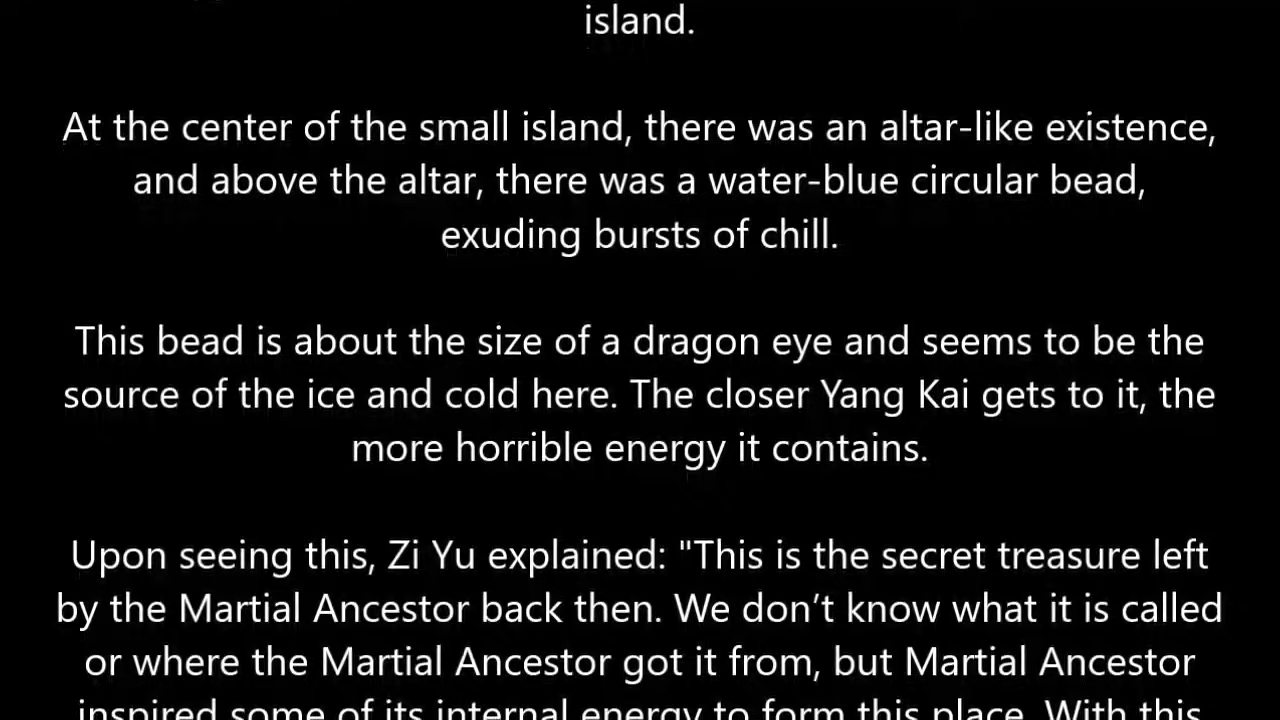 island.
At the center of the small island, there was an altar-like existence,
and above the altar, there was a water-blue circular bead,
exuding bursts of chill.
This bead is about the size of a dragon eye and seems to be the
source of the ice and cold here. The closer Yang Kai gets to it, the
more horrible energy it contains.
Upon seeing this, Zi Yu explained: "This is the secret treasure left
by the Martial Ancestor back then. We don’t know what it is called
or where the Martial Ancestor got it from, but Martial Ancestor
inspired some of its internal energy to form this place. With this